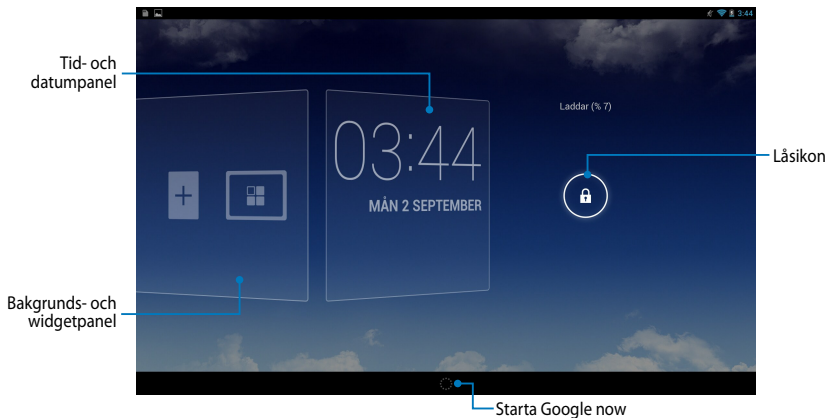 3:44
Tid- och
datumpanel
Laddar (% 7)
03:44
MÅN 2 SEPTEMBER
Låsikon
Bakgrunds- och
widgetpanel
Starta Google now